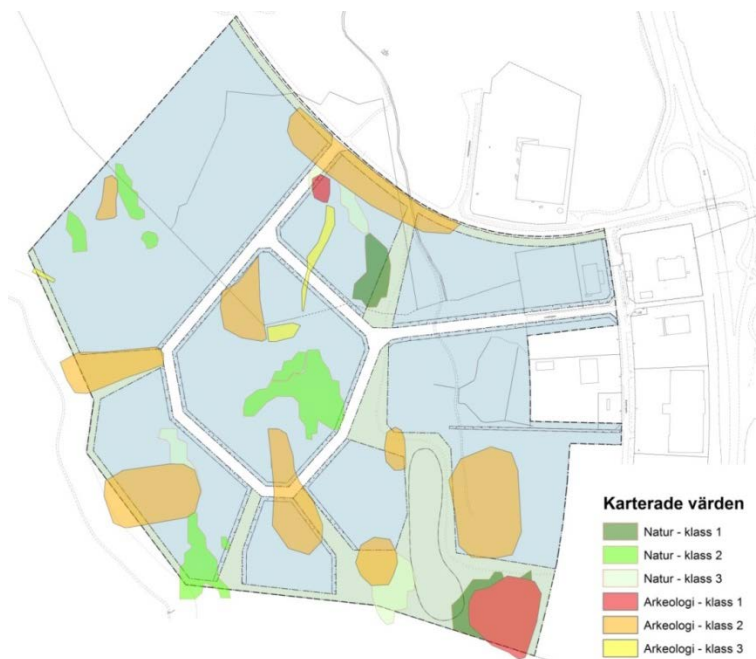 Karterade värden
Natur - klass 1
Natur - klass 2
Natur - klass 3
Arkeologi - klass 1
Arkeologi - klass 2
Arkeologi - klass 3